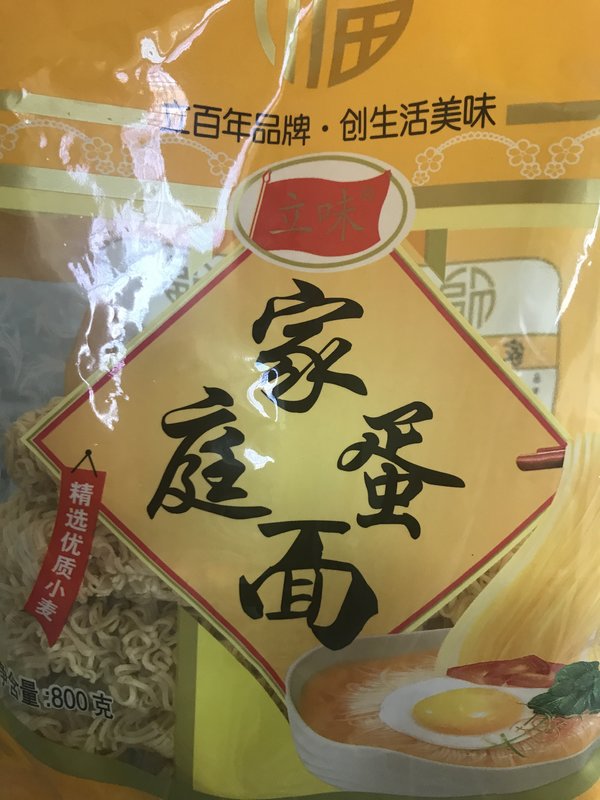 立百年品牌·创生活美味
立味
家
庭 蛋
面
精选优质小麦
净含量:800克